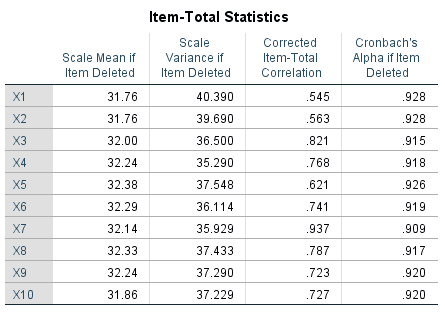 Item-Total Statistics
Scale Mean if Item Deleted Scale Variance if Item Deleted Corrected Item-Total Correlation Cronbach's Alpha if Item Deleted
X1 31.76 40.390 .545 .928
X2 31.76 39.690 .563 .928
X3 32.00 36.500 .821 .915
X4 32.24 35.290 .768 .918
X5 32.38 37.548 .621 .926
X6 32.29 36.114 .741 .919
X7 32.14 35.929 .937 .909
X8 32.33 37.433 .787 .917
X9 32.24 37.290 .723 .920
X10 31.86 37.229 .727 .920